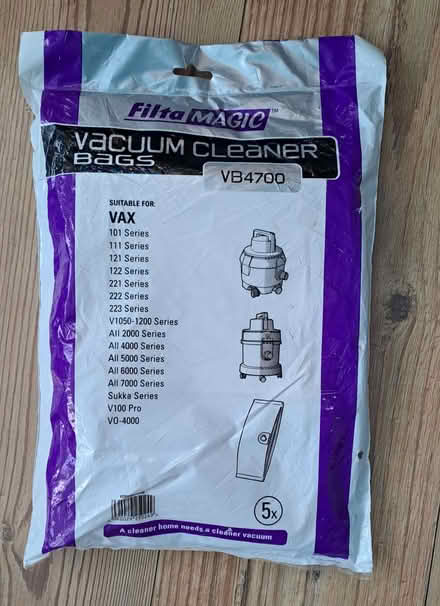 Filta MAGIC™
VACUUM CLEANER
BAGS
VB4700
SUITABLE FOR:
VAX
101 Series
111 Series
121 Series
122 Series
221 Series
222 Series
223 Series
V1050-1200 Series
All 2000 Series
All 4000 Series
All 5000 Series
All 6000 Series
All 7000 Series
Sukka Series
V100 Pro
VO-4000
5x
A cleaner home needs a cleaner vacuum